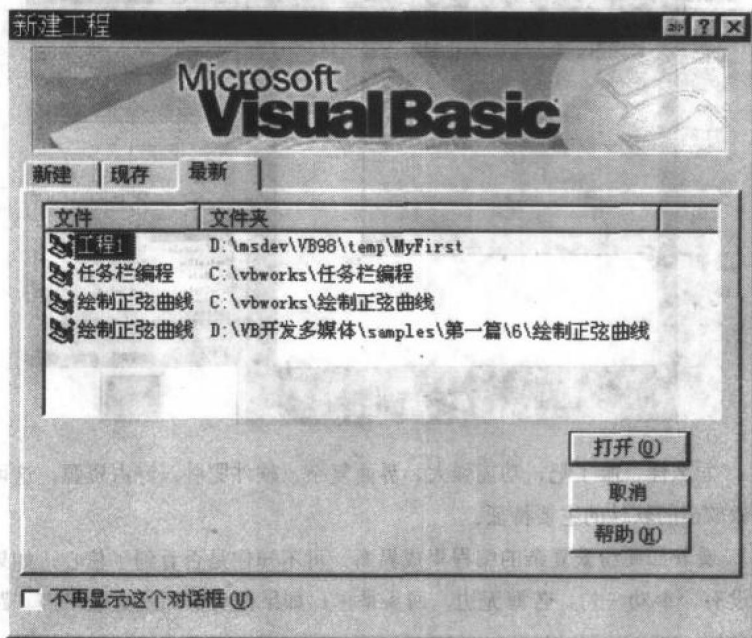 新建工程
Microsoft
Visual Basic
新建 现存 最新
文件 文件夹
工程1 D:\msdev\VB98\temp\MyFirst
任务栏编程 C:\vbworks\任务栏编程
绘制正弦曲线 C:\vbworks\绘制正弦曲线
绘制正弦曲线 D:\VB开发多媒体\samples\第一篇\6\绘制正弦曲线
打开(O)
取消
帮助(H)
不再显示这个对话框(U)